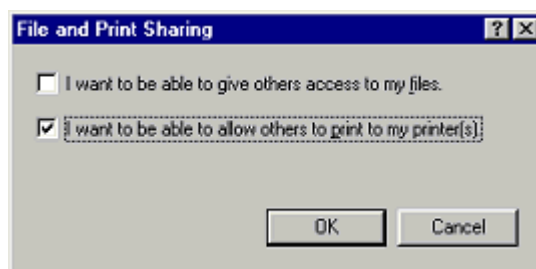 File and Print Sharing
I want to be able to give others access to my files.
I want to be able to allow others to print to my printer(s).
OK Cancel